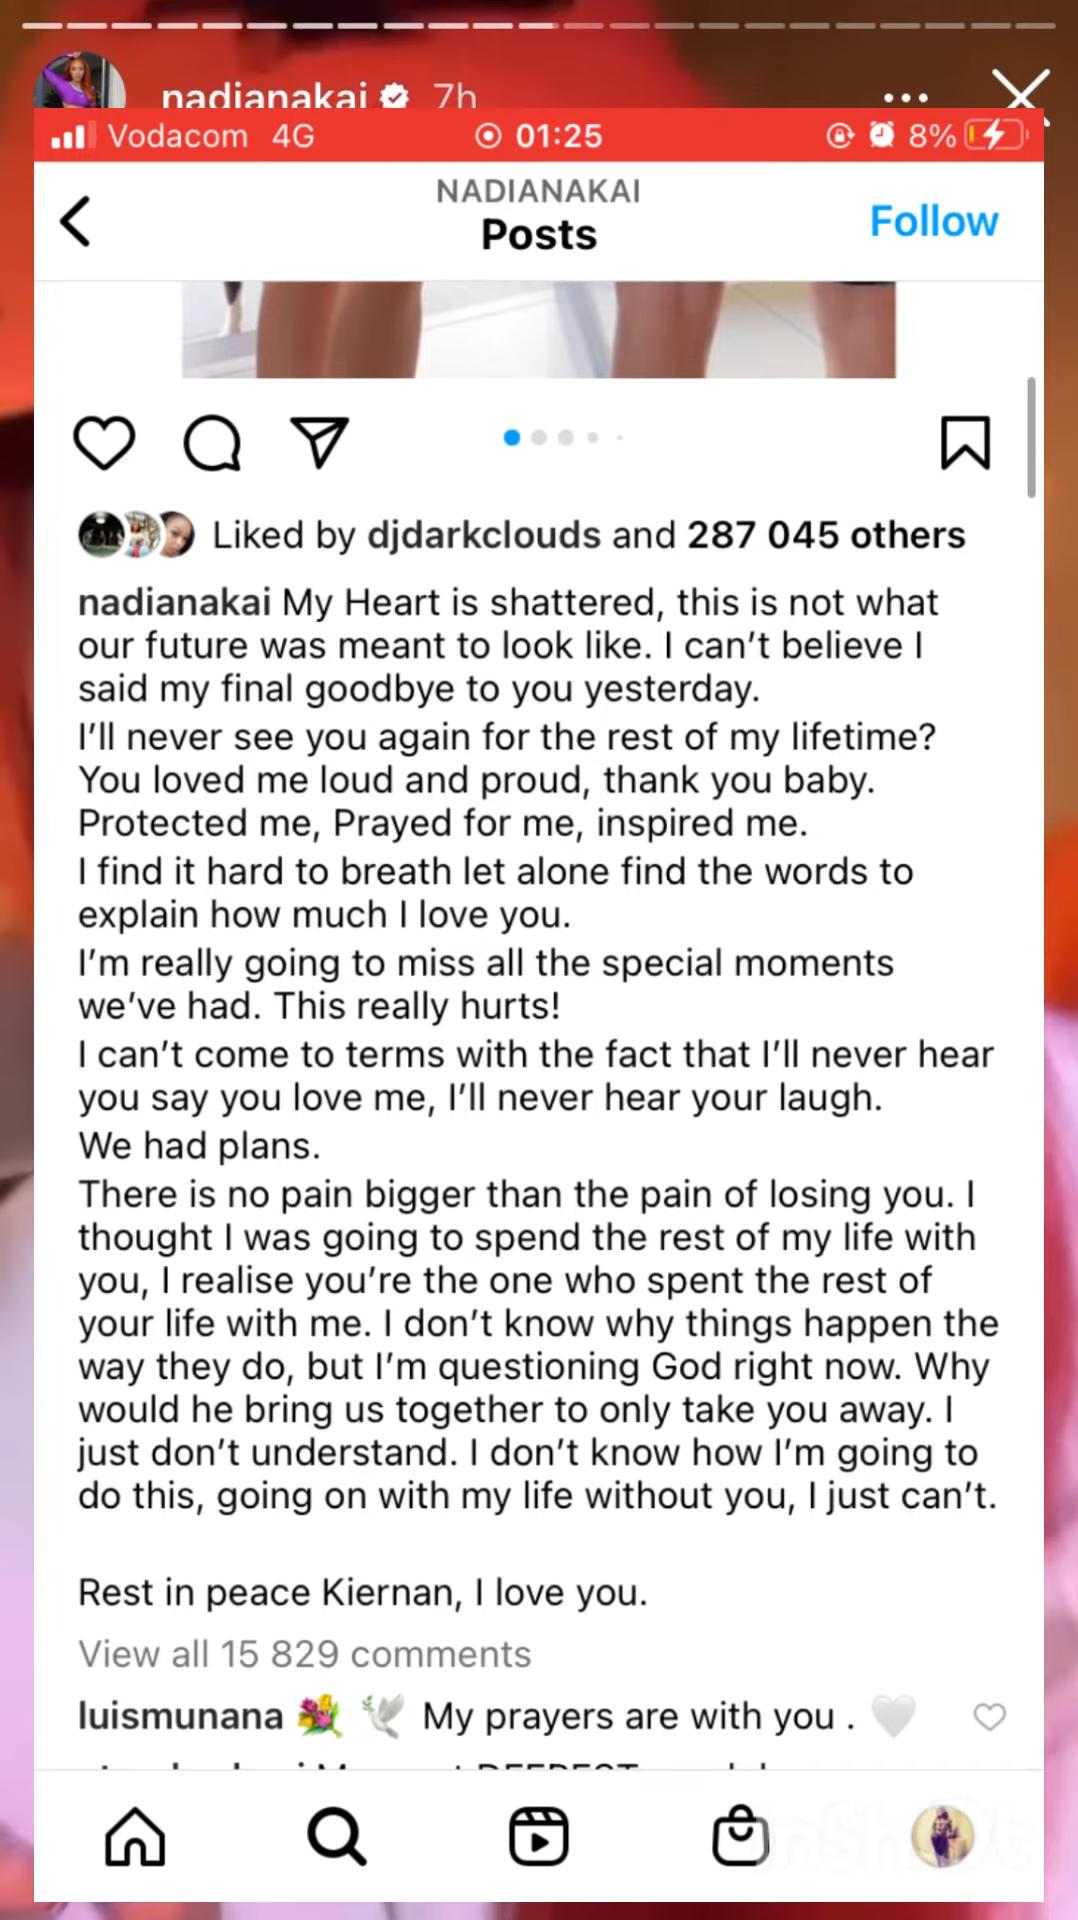 nadianakai 7h
Vodacom 4G 01:25 8%
NADIANAKAI
Posts
Follow
Liked by djdarkclouds and 287 045 others
nadianakai My Heart is shattered, this is not what
our future was meant to look like. I can't believe I
said my final goodbye to you yesterday.
I'll never see you again for the rest of my lifetime?
You loved me loud and proud, thank you baby.
Protected me, Prayed for me, inspired me.
I find it hard to breath let alone find the words to
explain how much I love you.
I'm really going to miss all the special moments
we've had. This really hurts!
I can't come to terms with the fact that I'll never hear
you say you love me, I'll never hear your laugh.
We had plans.
There is no pain bigger than the pain of losing you. I
thought I was going to spend the rest of my life with
you, I realise you're the one who spent the rest of
your life with me. I don't know why things happen the
way they do, but I'm questioning God right now. Why
would he bring us together to only take you away. I
just don't understand. I don't know how I'm going to
do this, going on with my life without you, I just can't.
Rest in peace Kiernan, I love you.
View all 15 829 comments
luismunana 💐 🕊️ My prayers are with you . 🤍
DEEPEST
InShOt